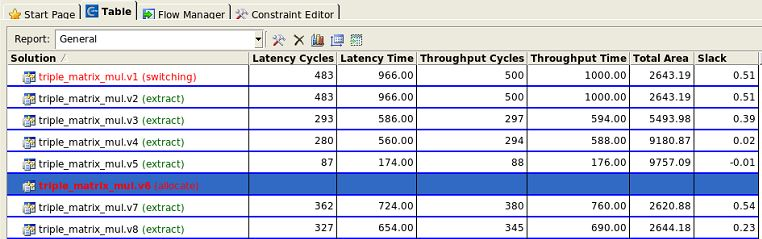 Start Page Table Flow Manager Constraint Editor
Report: General
Solution Latency Cycles Latency Time Throughput Cycles Throughput Time Total Area Slack
triple_matrix_mul.v1 (switching) 483 966.00 500 1000.00 2643.19 0.51
triple_matrix_mul.v2 (extract) 483 966.00 500 1000.00 2643.19 0.51
triple_matrix_mul.v3 (extract) 293 586.00 297 594.00 5493.98 0.39
triple_matrix_mul.v4 (extract) 280 560.00 294 588.00 9180.87 0.02
triple_matrix_mul.v5 (extract) 87 174.00 88 176.00 9757.09 -0.01
triple_matrix_mul.v6 (allocate)
triple_matrix_mul.v7 (extract) 362 724.00 380 760.00 2620.88 0.54
triple_matrix_mul.v8 (extract) 327 654.00 345 690.00 2644.18 0.23